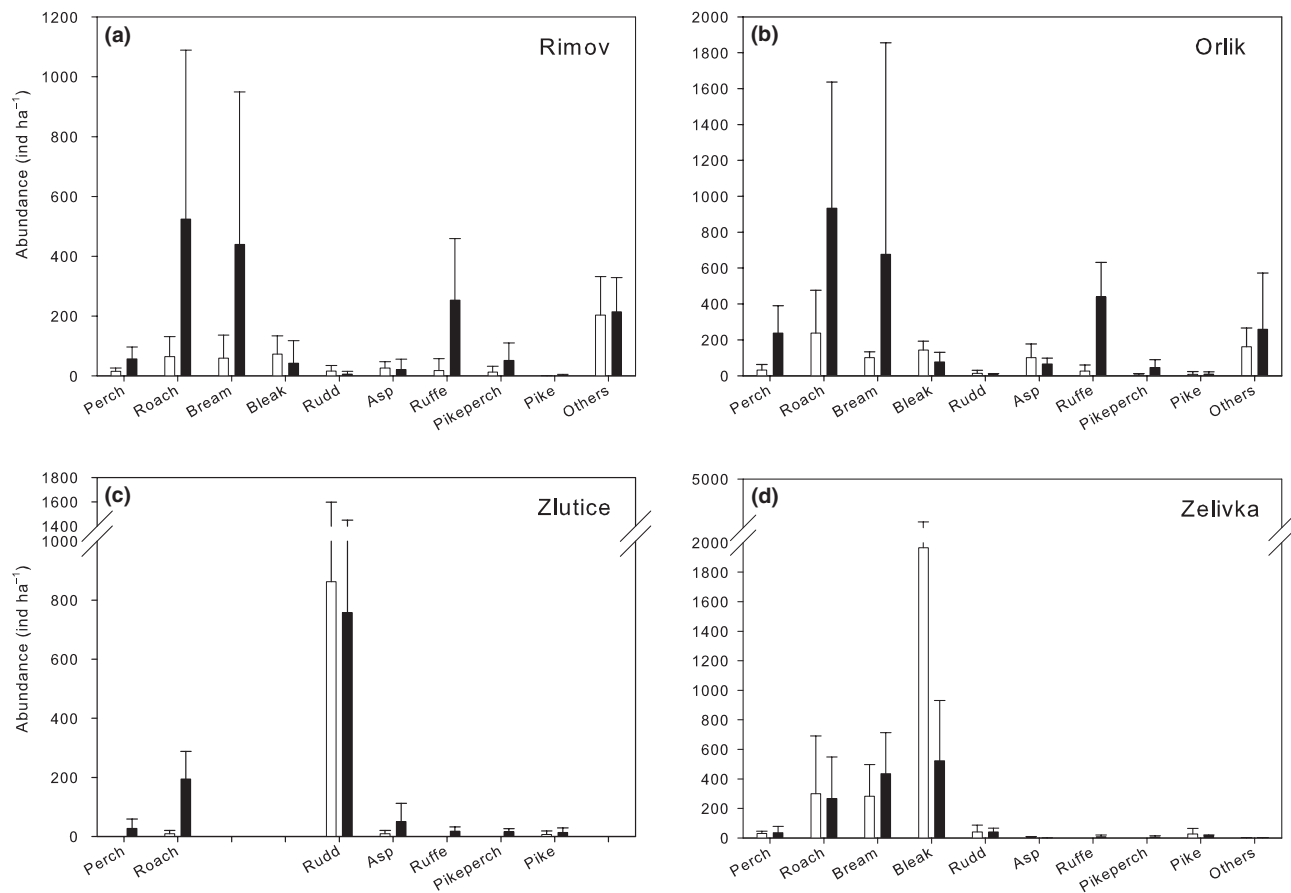 (a)
Rimov
Abundance (ind ha⁻¹)
1200
1000
800
600
400
200
0
Perch Roach Bream Bleak Rudd Asp Ruffe Pikeperch Pike Others
(b)
Orlik
2000
1800
1600
1400
1200
1000
800
600
400
200
0
Perch Roach Bream Bleak Rudd Asp Ruffe Pikeperch Pike Others
(c)
Zlutice
Abundance (ind ha⁻¹)
1800
1600
1400
1000
800
600
400
200
0
Perch Roach Rudd Asp Ruffe Pikeperch Pike
(d)
Zelivka
5000
2000
1800
1600
1400
1200
1000
800
600
400
200
0
Perch Roach Bream Bleak Rudd Asp Ruffe Pikeperch Pike Others